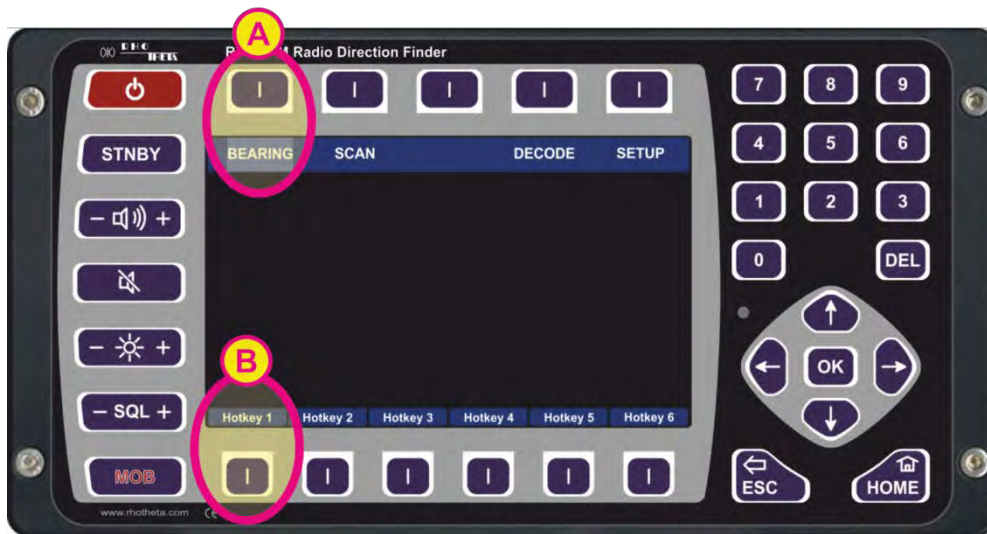 RHO
THETA
Radio Direction Finder
A
STNBY
BEARING SCAN DECODE SETUP
- +
- +
- SQL +
MOB
B
Hotkey 1 Hotkey 2 Hotkey 3 Hotkey 4 Hotkey 5 Hotkey 6
www.rhotheta.com CE
7 8 9
4 5 6
1 2 3
0 DEL
OK
ESC HOME